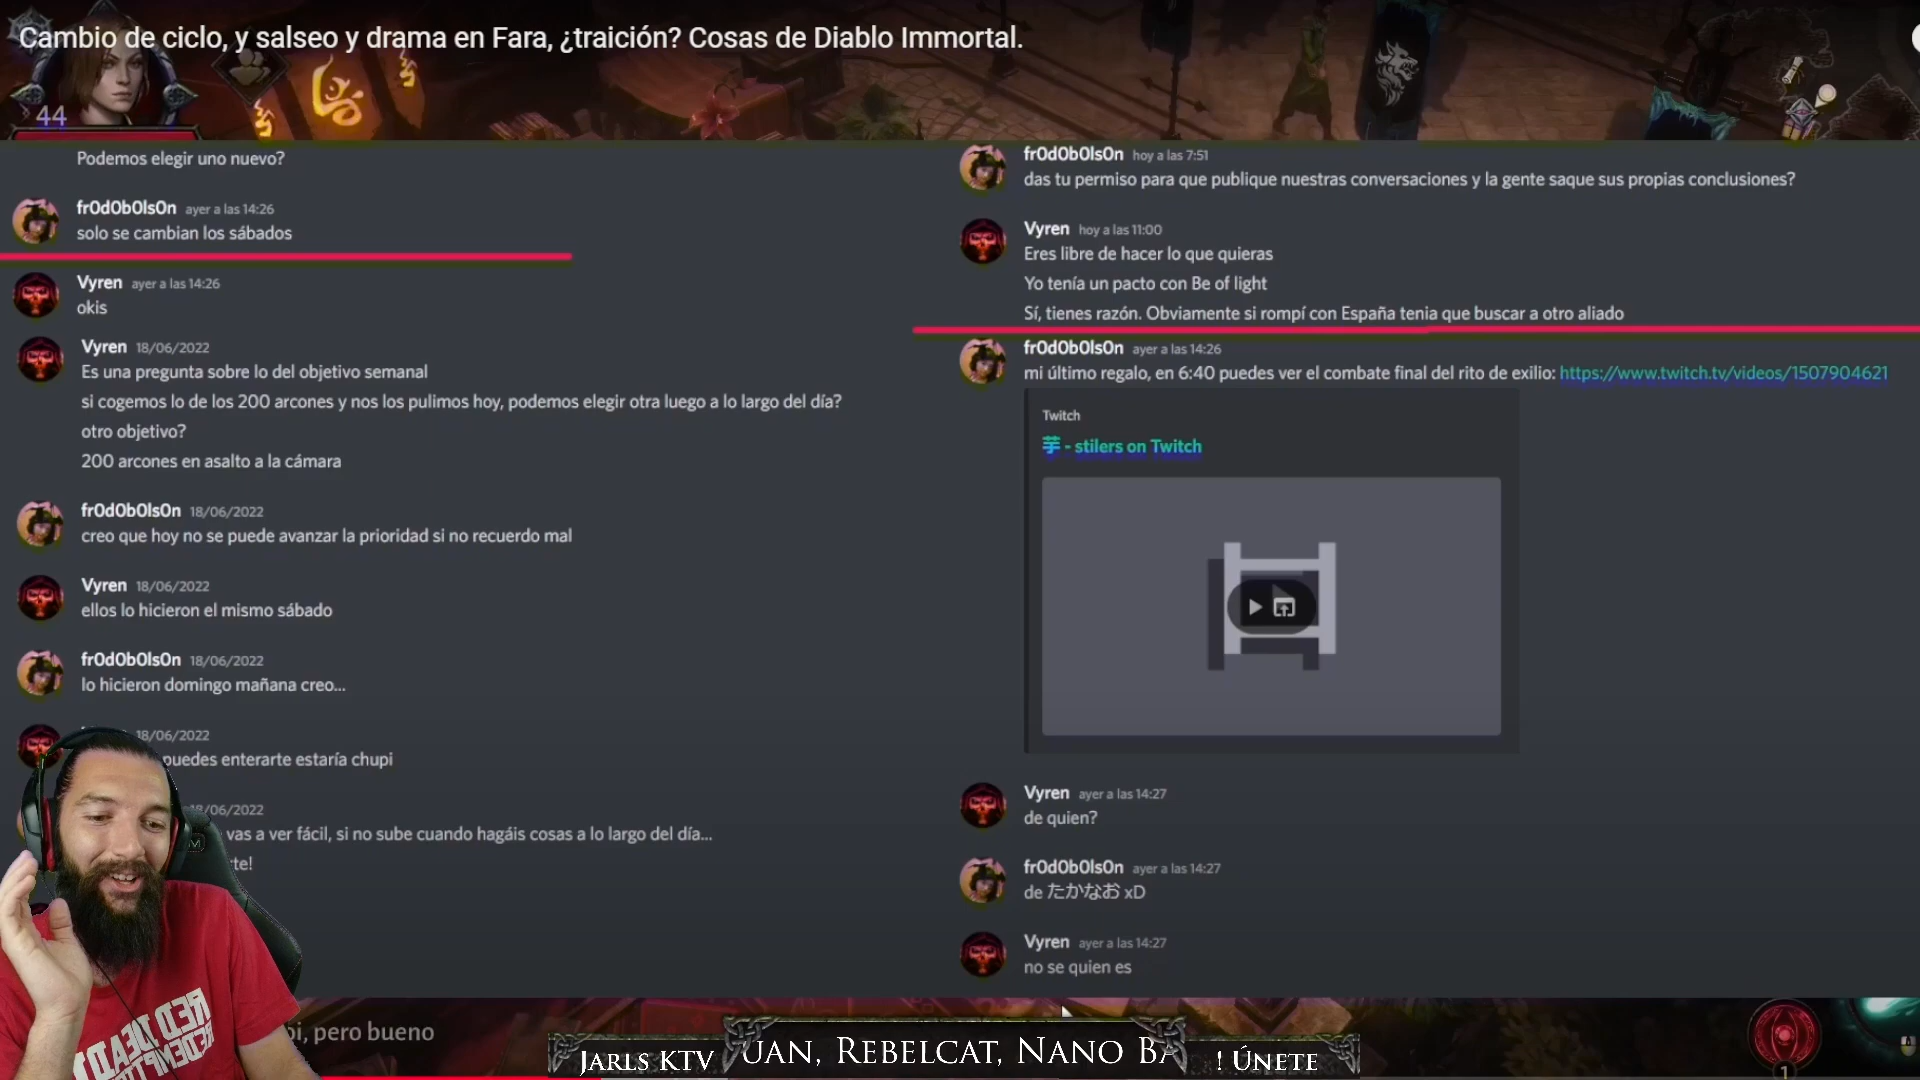 Cambio de ciclo, y salseo y drama en Fara, ¿traición? Cosas de Diablo Immortal.
44
Podemos elegir uno nuevo?
fr0d0b0ls0n ayer a las 14:26
solo se cambian los sábados
Vyren ayer a las 14:26
okis
Vyren 18/06/2022
Es una pregunta sobre lo del objetivo semanal
si cogemos lo de los 200 arcones y nos los pulimos hoy, podemos elegir otra luego a lo largo del día?
otro objetivo?
200 arcones en asalto a la cámara
fr0d0b0ls0n 18/06/2022
creo que hoy no se puede avanzar la prioridad si no recuerdo mal
Vyren 18/06/2022
ellos lo hicieron el mismo sábado
fr0d0b0ls0n 18/06/2022
lo hicieron domingo mañana creo...
18/06/2022
puedes enterarte estaría chupi
18/06/2022
vas a ver fácil, si no sube cuando hagáis cosas a lo largo del día...
fr0d0b0ls0n hoy a las 7:51
das tu permiso para que publique nuestras conversaciones y la gente saque sus propias conclusiones?
Vyren hoy a las 11:00
Eres libre de hacer lo que quieras
Yo tenía un pacto con Be of light
Sí, tienes razón. Obviamente si rompí con España tenia que buscar a otro aliado
fr0d0b0ls0n ayer a las 14:26
mi último regalo, en 6:40 puedes ver el combate final del rito de exilio: https://www.twitch.tv/videos/1507904621
Twitch
芋 - stilers on Twitch
Vyren ayer a las 14:27
de quien?
fr0d0b0ls0n ayer a las 14:27
de たかなお xD
Vyren ayer a las 14:27
no se quien es
, pero bueno
RED DEAD
REDEMPTION
Jarls KTV
UAN, Rebelcat, Nano
! Únete
1